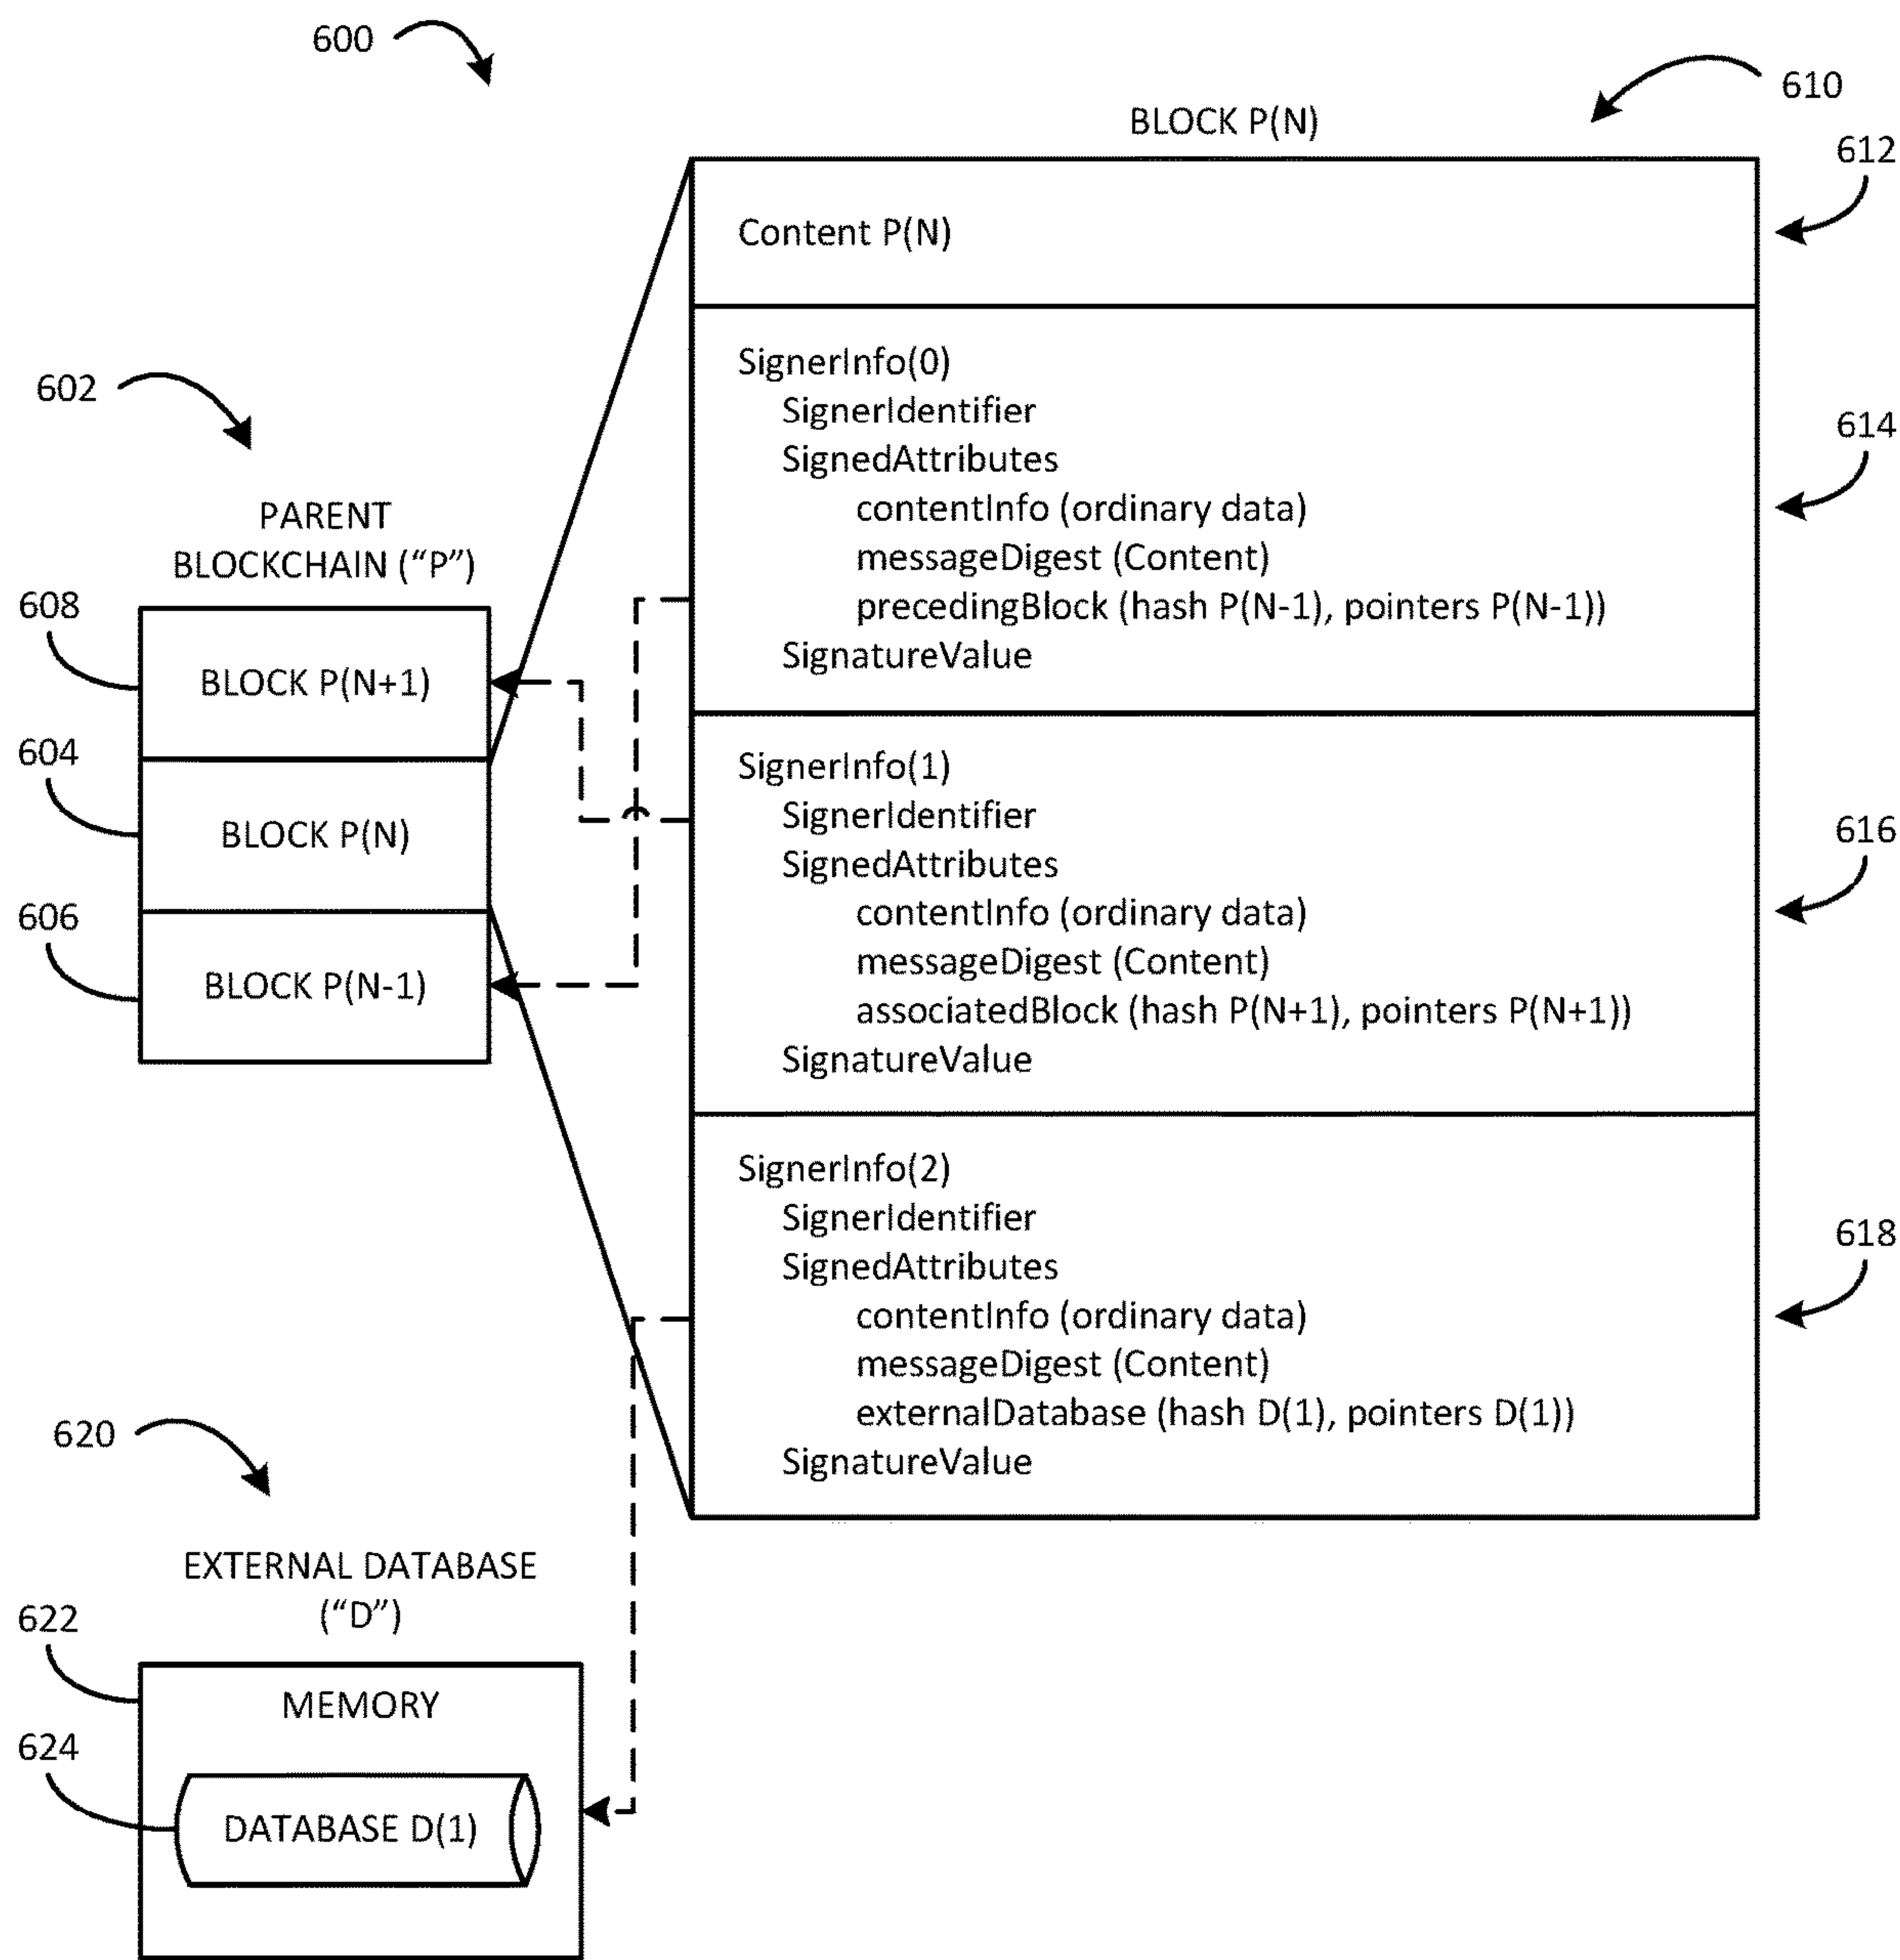 600
610
BLOCK P(N)
612
Content P(N)
602
614
SignerInfo(0)
SignerIdentifier
SignedAttributes
contentInfo (ordinary data)
messageDigest (Content)
precedingBlock (hash P(N-1), pointers P(N-1))
SignatureValue
PARENT
BLOCKCHAIN (“P”)
608
BLOCK P(N+1)
604
BLOCK P(N)
606
BLOCK P(N-1)
616
SignerInfo(1)
SignerIdentifier
SignedAttributes
contentInfo (ordinary data)
messageDigest (Content)
associatedBlock (hash P(N+1), pointers P(N+1))
SignatureValue
618
SignerInfo(2)
SignerIdentifier
SignedAttributes
contentInfo (ordinary data)
messageDigest (Content)
externalDatabase (hash D(1), pointers D(1))
SignatureValue
620
EXTERNAL DATABASE
(“D”)
622
MEMORY
624
DATABASE D(1)